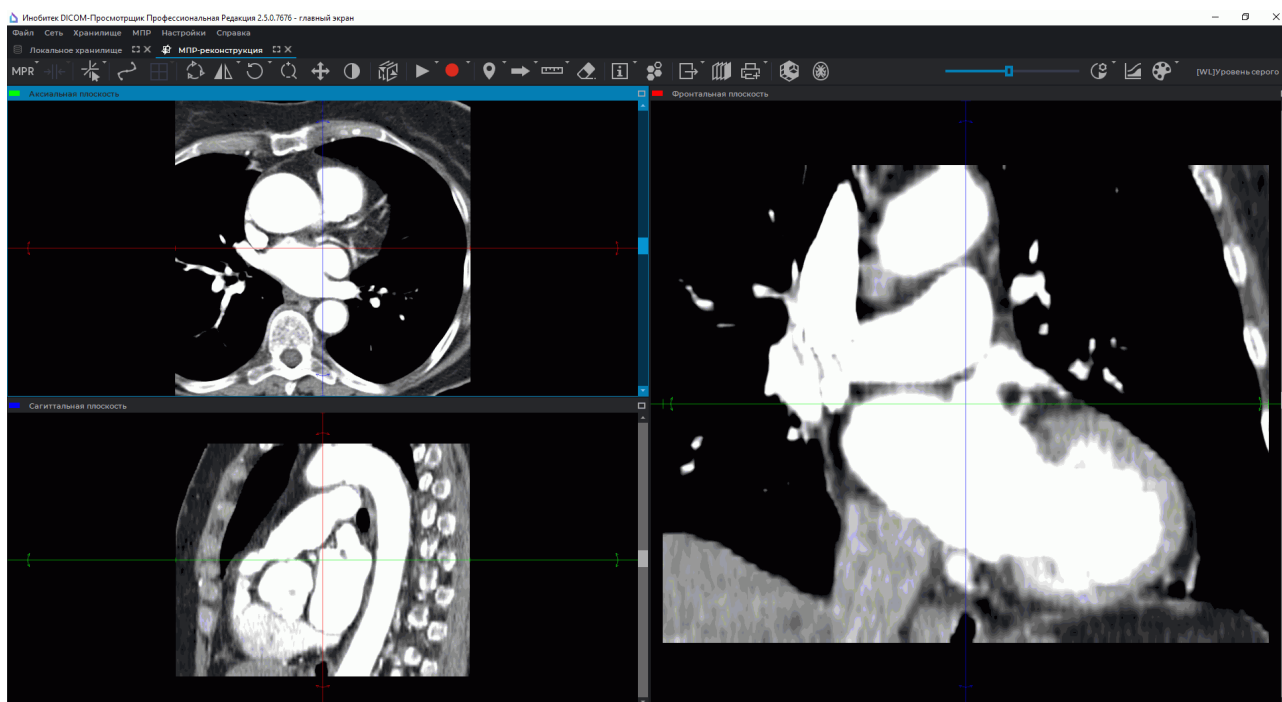 Инобитек DICOM-Просмотрщик Профессиональная Редакция 2.5.0.7676 - главный экран
Файл Сеть Хранилище МПР Настройки Справка
Локальное хранилище МПР-реконструкция
MPR [WL]Уровень серого
Аксиальная плоскость
Фронтальная плоскость
Сагиттальная плоскость